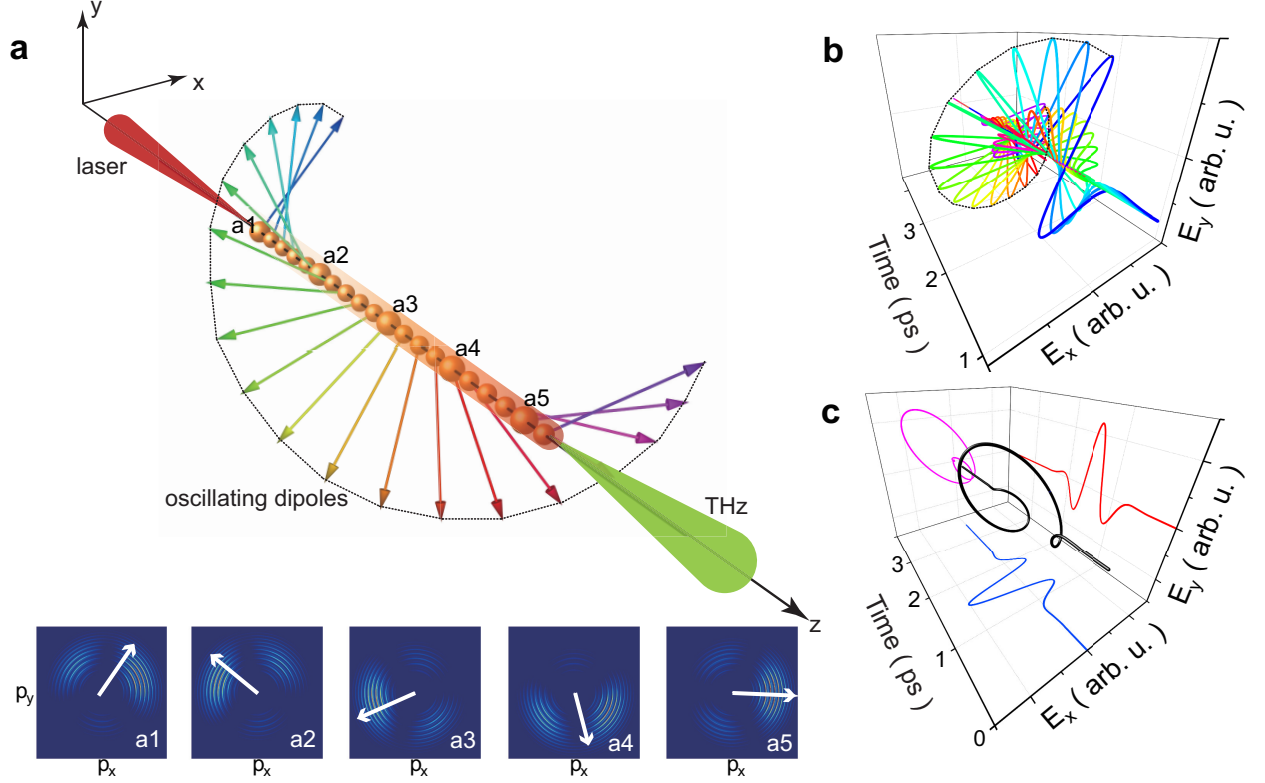 a
y
x
laser
a1
a2
a3
a4
a5
oscillating dipoles
THz
z
p_y
a1
a2
a3
a4
a5
p_x
p_x
p_x
p_x
p_x
b
E_y ( arb. u. )
E_x ( arb. u. )
Time ( ps )
3
2
1
c
E_y ( arb. u. )
E_x ( arb. u. )
Time ( ps )
3
2
1
0